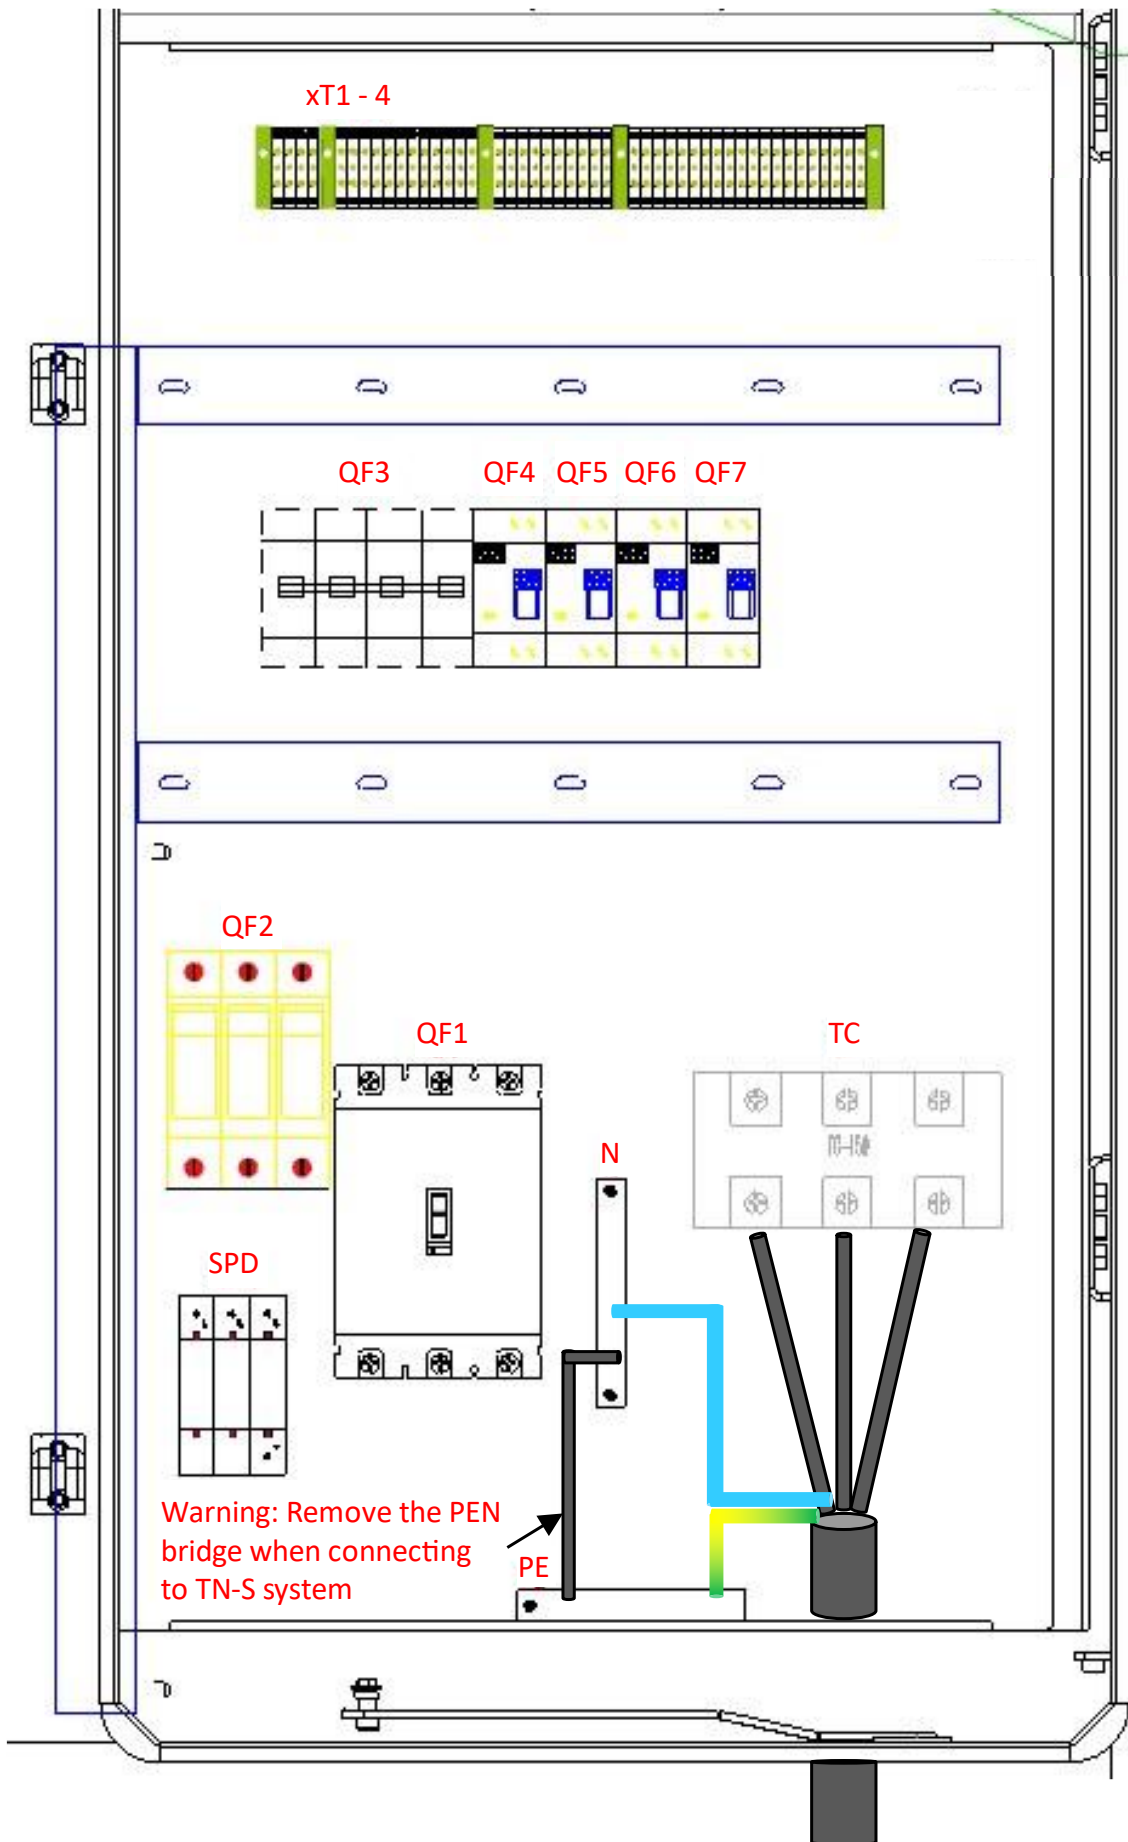 xT1 - 4
QF3
QF4
QF5
QF6
QF7
QF2
QF1
TC
N
SPD
Warning: Remove the PEN
bridge when connecting
to TN-S system
PE